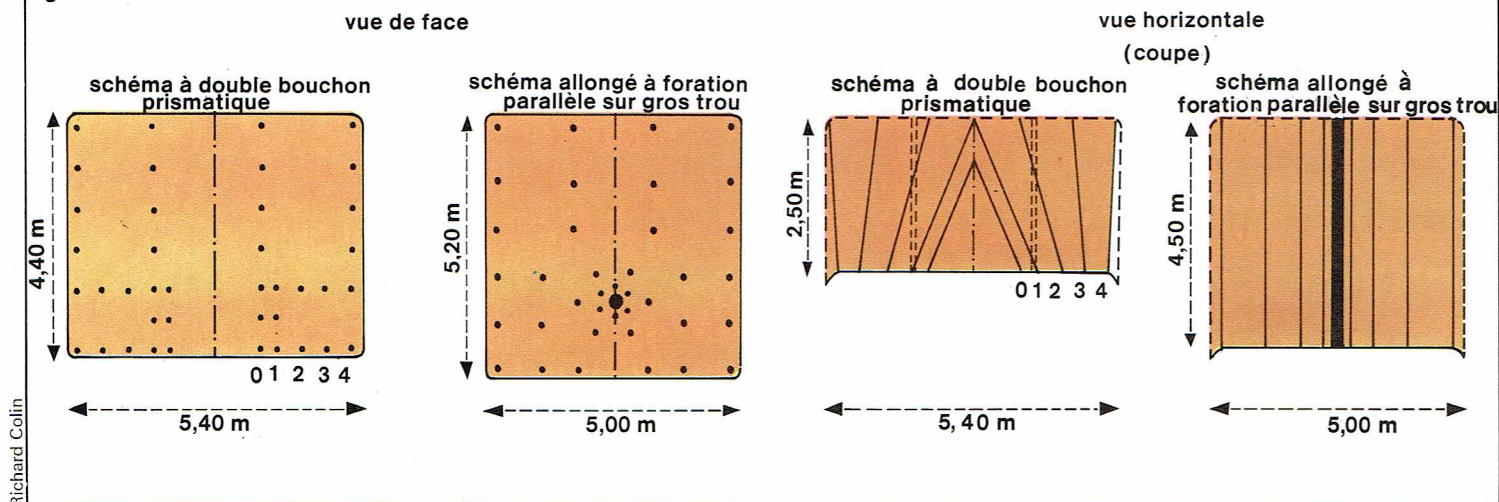 vue de face
vue horizontale
(coupe)
schéma à double bouchon
prismatique
schéma allongé à foration
parallèle sur gros trou
schéma à double bouchon
prismatique
schéma allongé à
foration parallèle sur gros trou
4,40 m
5,20 m
2,50 m
4,50 m
0 1 2 3 4
0 1 2 3 4
5,40 m
5,00 m
5,40 m
5,00 m
Richard Colin